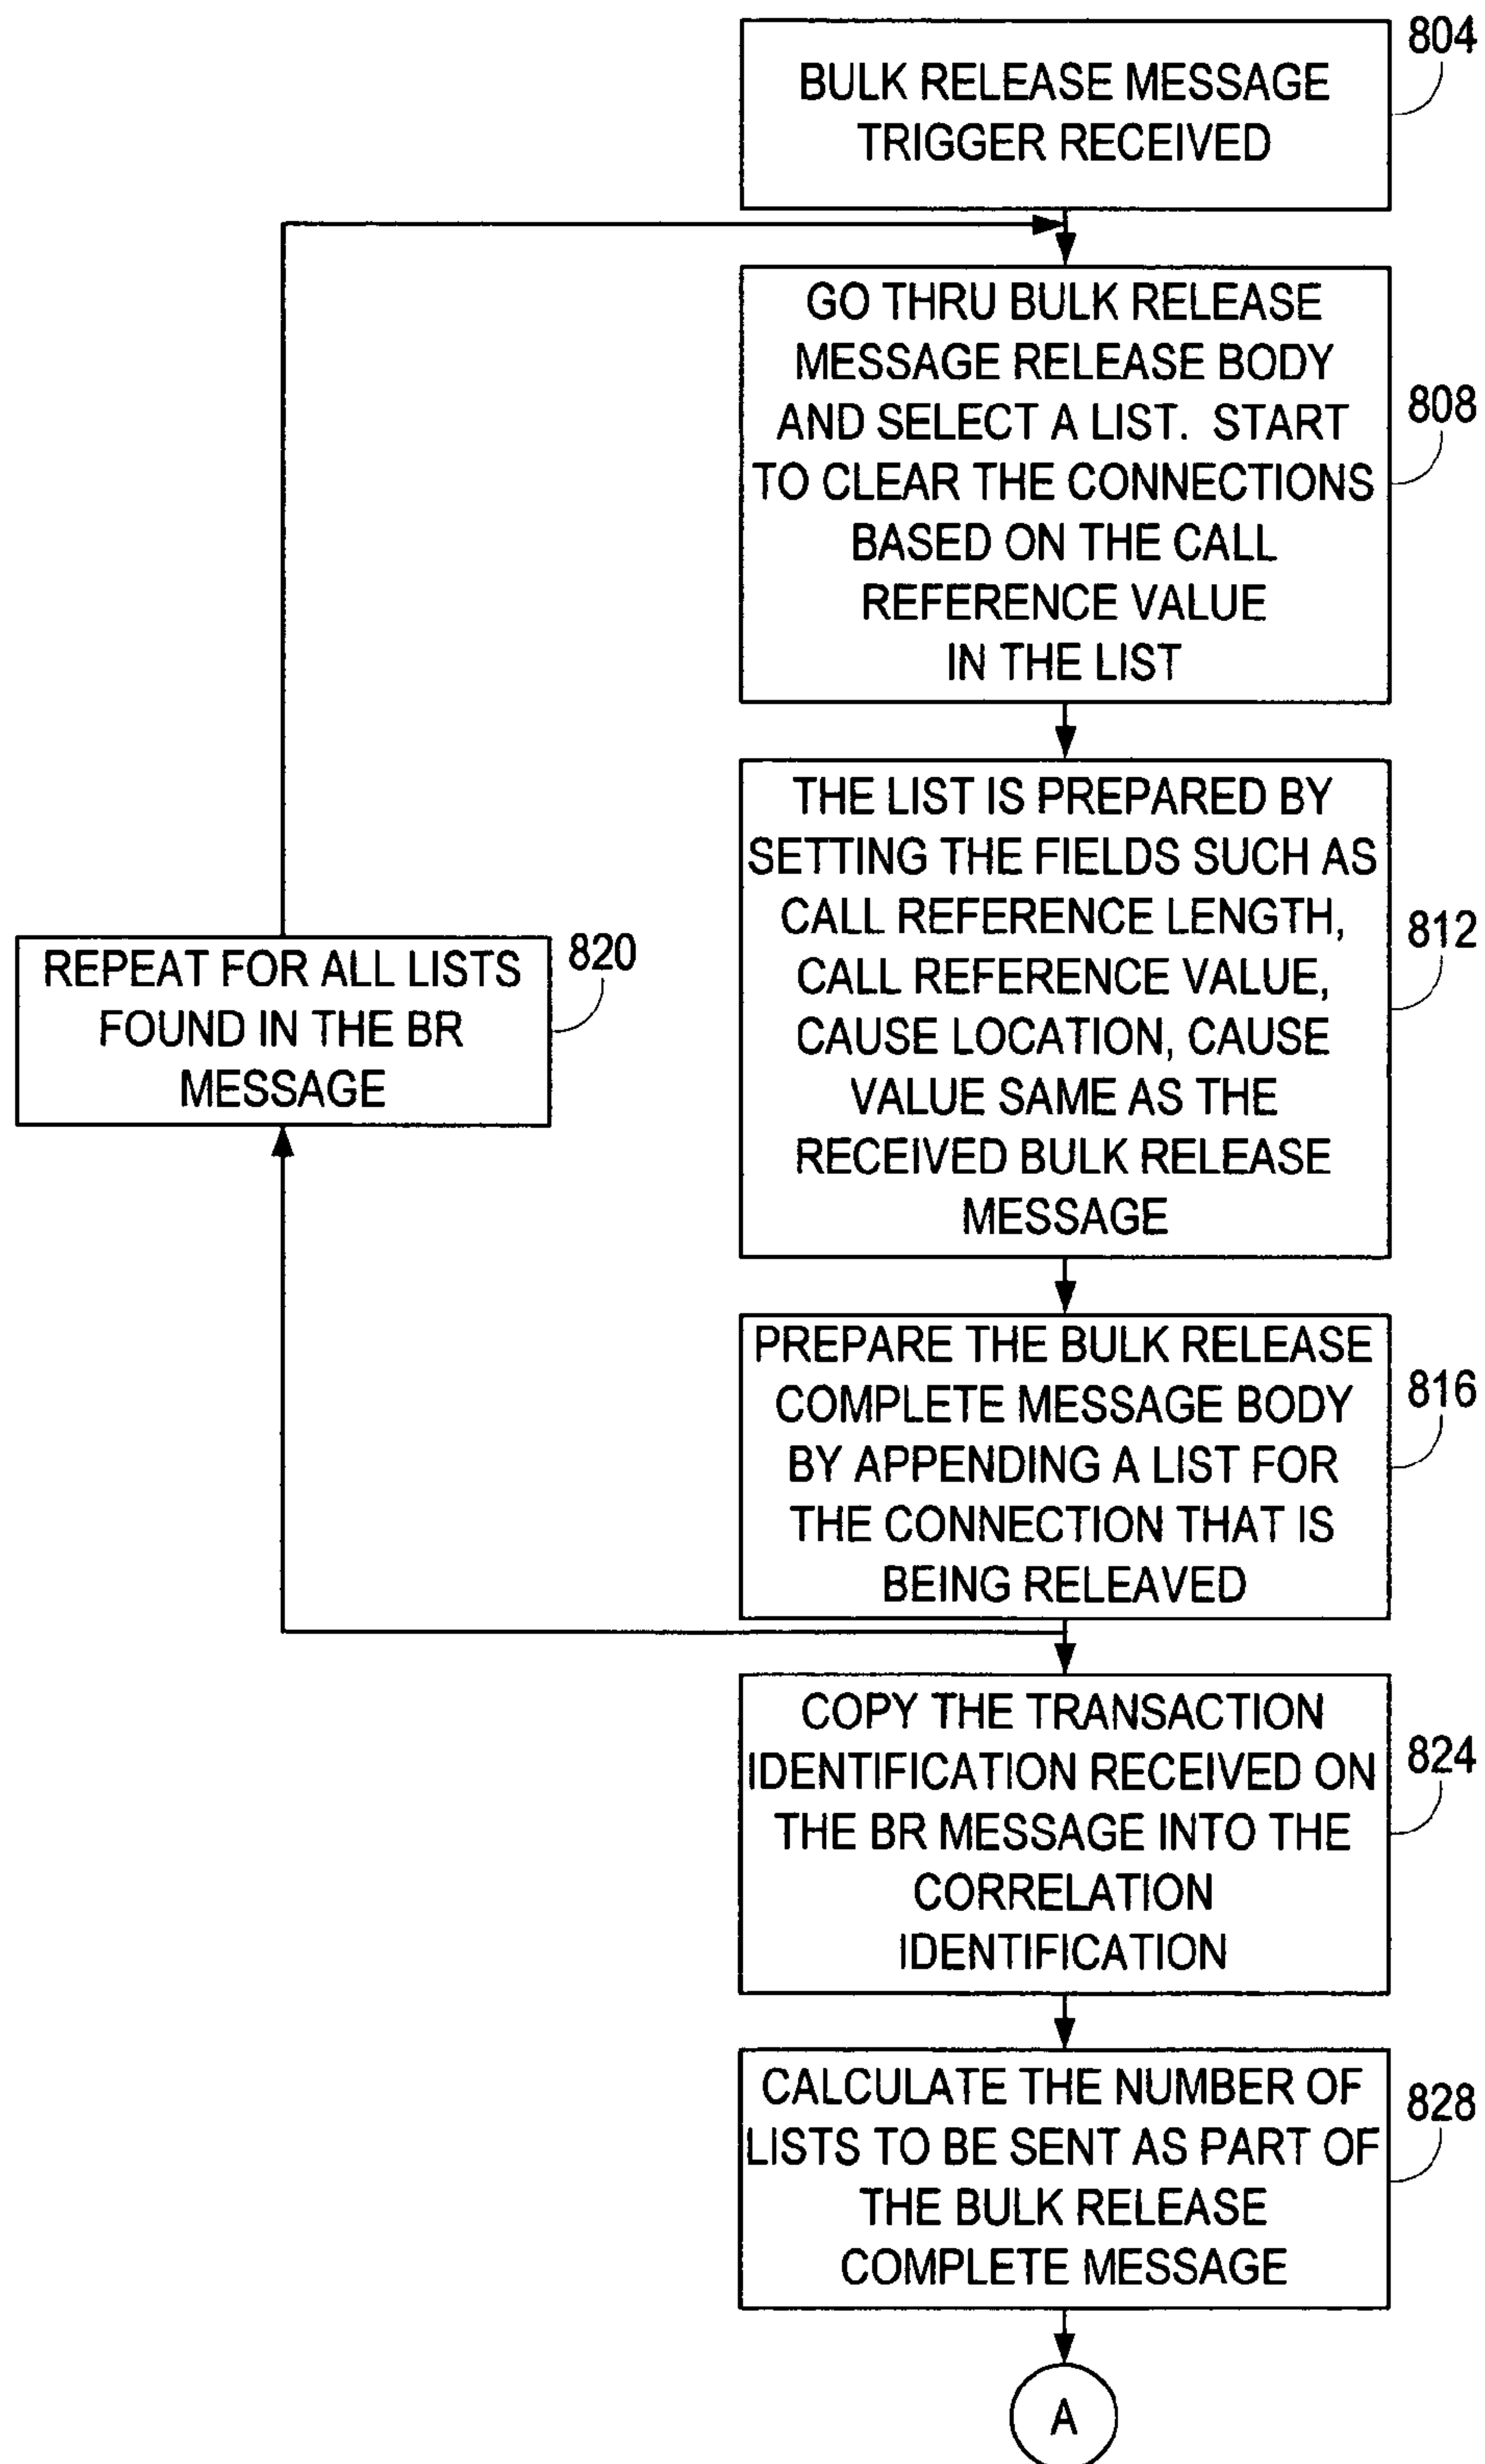 BULK RELEASE MESSAGE
TRIGGER RECEIVED
804
GO THRU BULK RELEASE
MESSAGE RELEASE BODY
AND SELECT A LIST. START
TO CLEAR THE CONNECTIONS
BASED ON THE CALL
REFERENCE VALUE
IN THE LIST
808
THE LIST IS PREPARED BY
SETTING THE FIELDS SUCH AS
CALL REFERENCE LENGTH,
CALL REFERENCE VALUE,
CAUSE LOCATION, CAUSE
VALUE SAME AS THE
RECEIVED BULK RELEASE
MESSAGE
812
PREPARE THE BULK RELEASE
COMPLETE MESSAGE BODY
BY APPENDING A LIST FOR
THE CONNECTION THAT IS
BEING RELEAVED
816
REPEAT FOR ALL LISTS
FOUND IN THE BR
MESSAGE
820
COPY THE TRANSACTION
IDENTIFICATION RECEIVED ON
THE BR MESSAGE INTO THE
CORRELATION
IDENTIFICATION
824
CALCULATE THE NUMBER OF
LISTS TO BE SENT AS PART OF
THE BULK RELEASE
COMPLETE MESSAGE
828
A